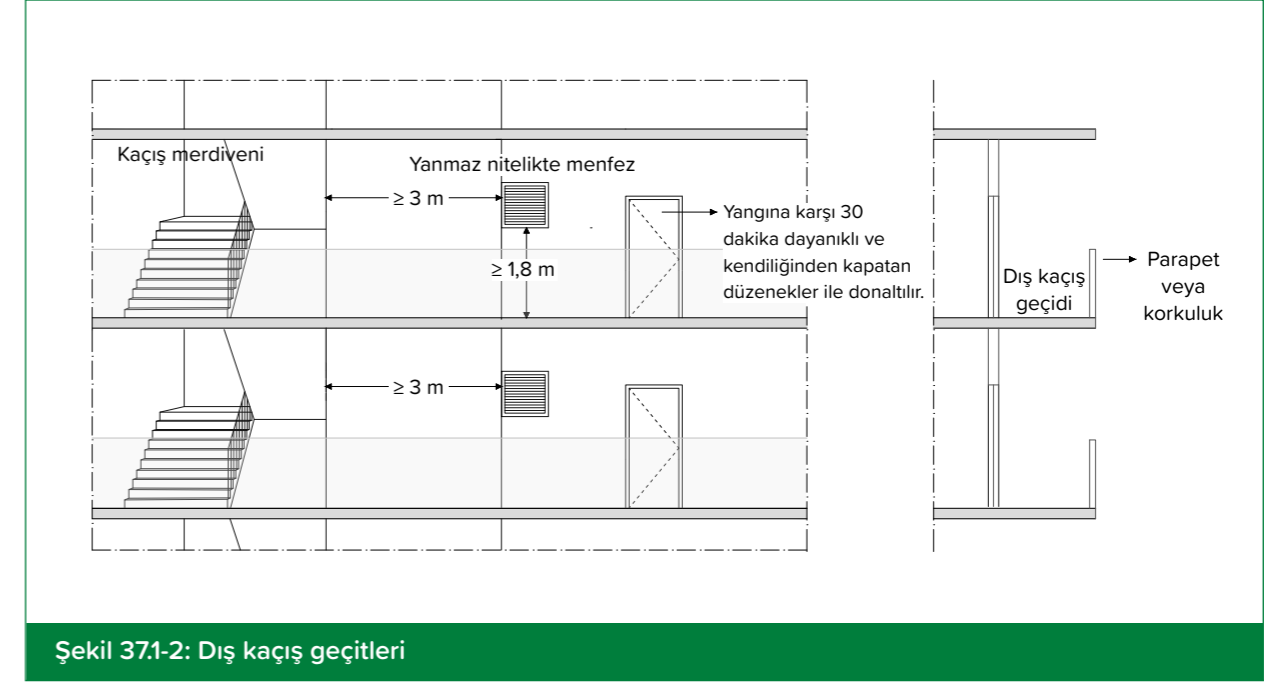 Kaçış merdiveni
Yanmaz nitelikte menfez
≥ 3 m
≥ 1,8 m
Yangına karşı 30
dakika dayanıklı ve
kendiliğinden kapatan
düzenekler ile donaltılır.
Dış kaçış
geçidi
Parapet
veya
korkuluk
≥ 3 m
Şekil 37.1-2: Dış kaçış geçitleri